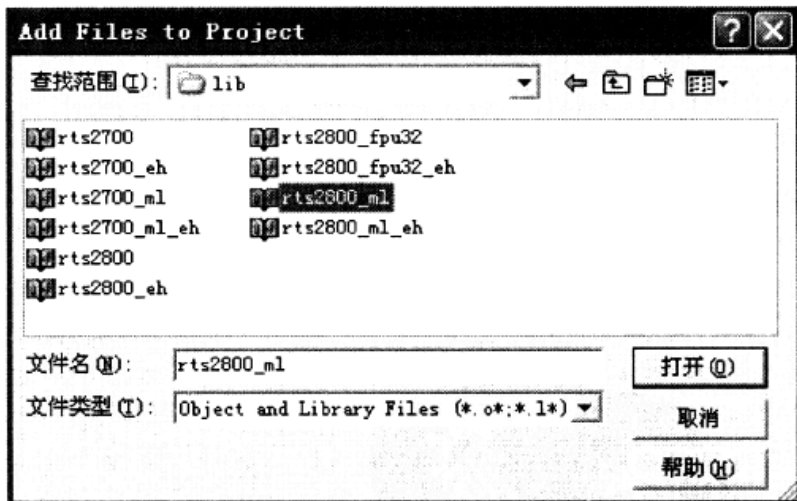 Add Files to Project
查找范围(I): lib
rts2700 rts2800_fpu32
rts2700_eh rts2800_fpu32_eh
rts2700_ml rts2800_ml
rts2700_ml_eh rts2800_ml_eh
rts2800
rts2800_eh
文件名(N): rts2800_ml 打开(O)
文件类型(T): Object and Library Files (*.o*;*.l*) 取消
帮助(H)